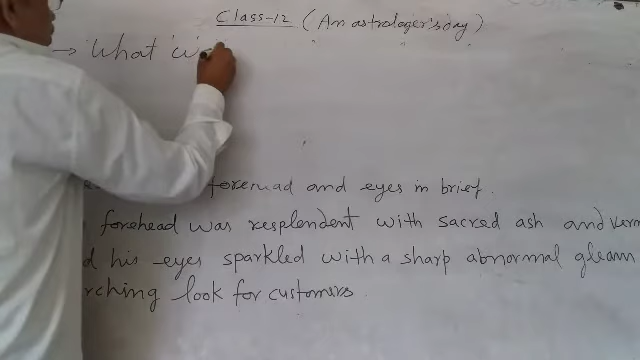 Class-12 (An astrologer's day)
→ What w
forehead and eyes in brief.
forehead was resplendent with sacred ash and verm
d his eyes sparkled with a sharp abnormal gleam
rching look for customers